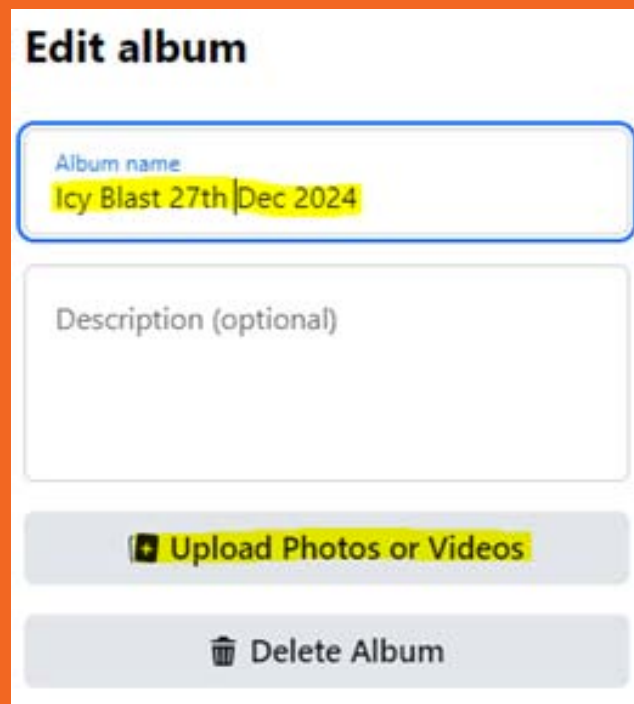 Edit album
Album name
Icy Blast 27th Dec 2024
Description (optional)
Upload Photos or Videos
Delete Album